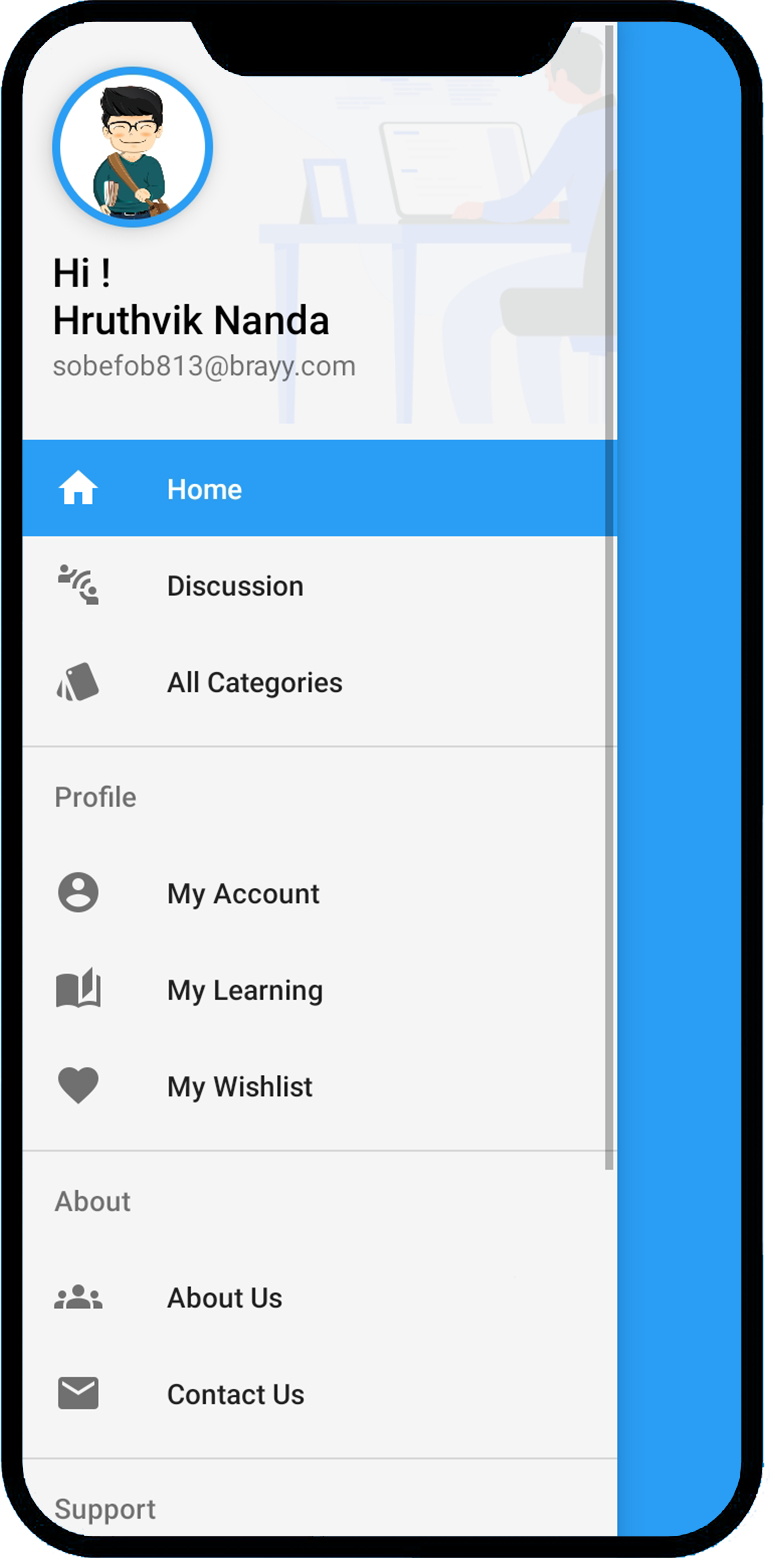 Hi !
Hruthvik Nanda
sobefob813@brayy.com
Home
Discussion
All Categories
Profile
My Account
My Learning
My Wishlist
About
About Us
Contact Us
Support